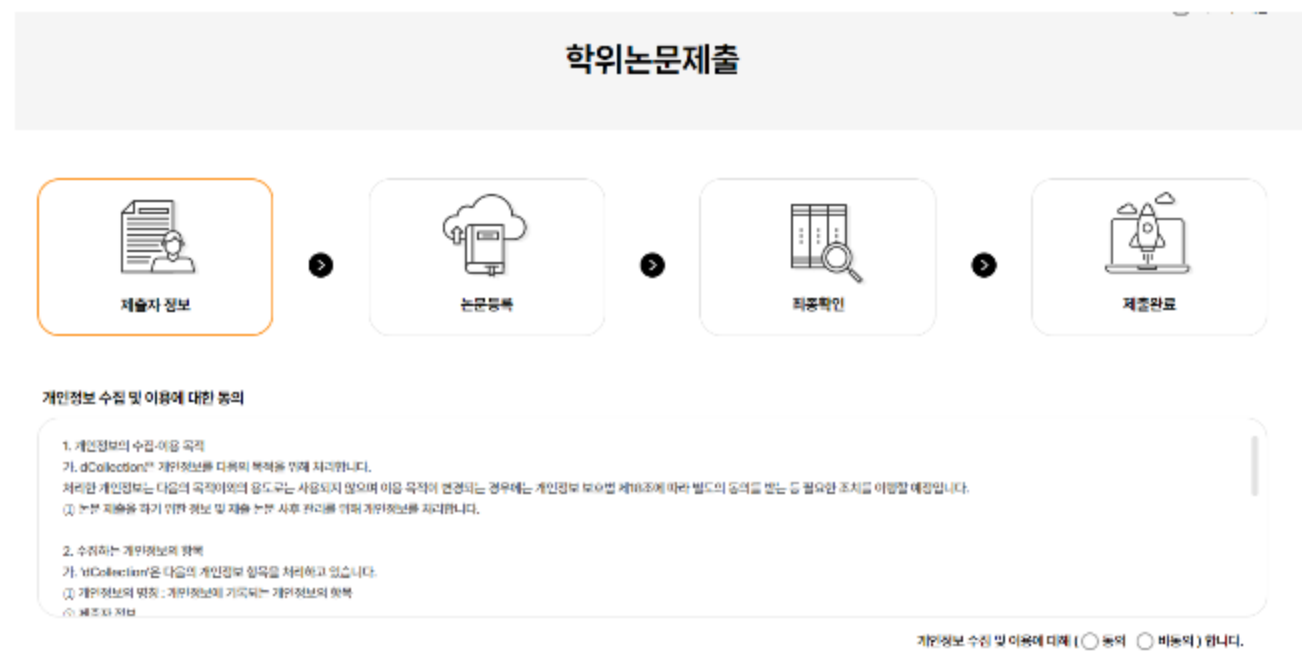 학위논문제출
제출자 정보
논문등록
최종확인
제출완료
개인정보 수집 및 이용에 대한 동의
1. 개인정보의 수집·이용 목적
가. dCollection은 개인정보를 다음의 목적을 위해 처리합니다.
처리한 개인정보는 다음의 목적이외의 용도로는 사용되지 않으며 이용 목적이 변경되는 경우에는 개인정보 보호법 제18조에 따라 별도의 동의를 받는 등 필요한 조치를 이행할 예정입니다.
① 논문 제출을 하기 위한 정보 및 제출 논문 사후 관리를 위해 개인정보를 처리합니다.
2. 수집하는 개인정보의 항목
가. 'dCollection'은 다음의 개인정보 항목을 처리하고 있습니다.
① 개인정보의 명칭 : 개인정보에 기록되는 개인정보의 항목
② 제출자 정보
개인정보 수집 및 이용에 대해 ( 동의 비동의 ) 합니다.